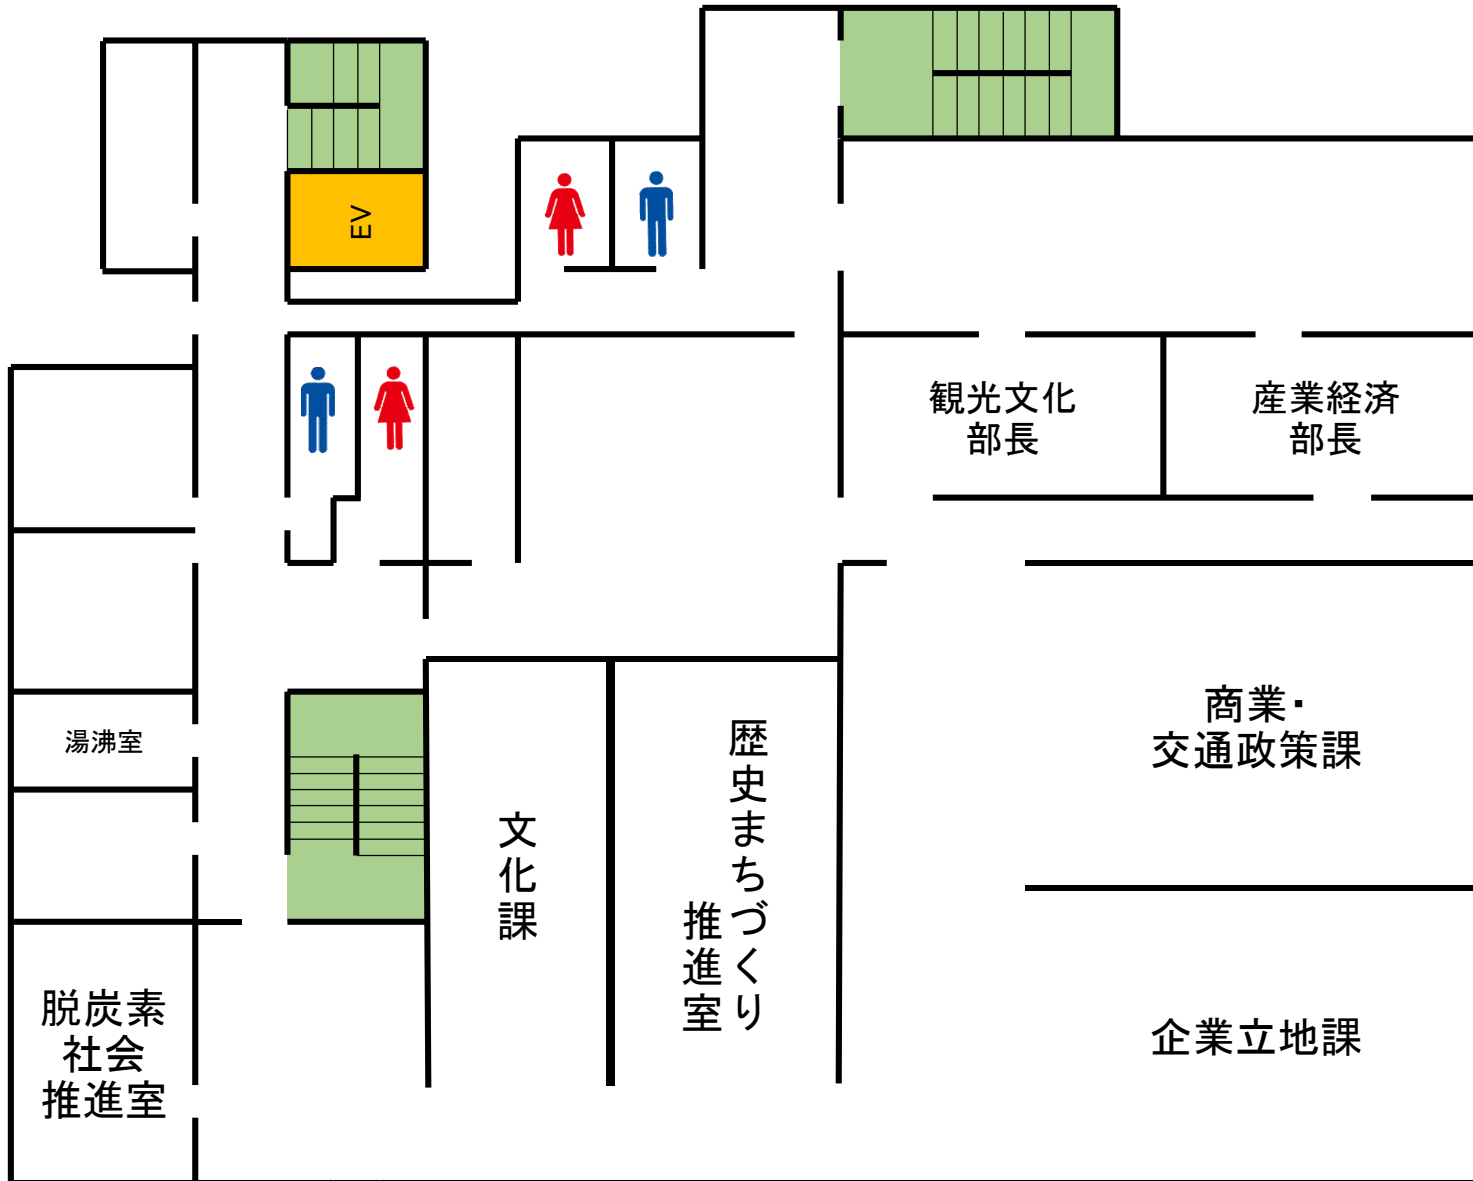 EV
観光文化
部長
産業経済
部長
湯沸室
商業・
交通政策課
文化課
歴史まちづくり
推進室
脱炭素
社会
推進室
企業立地課